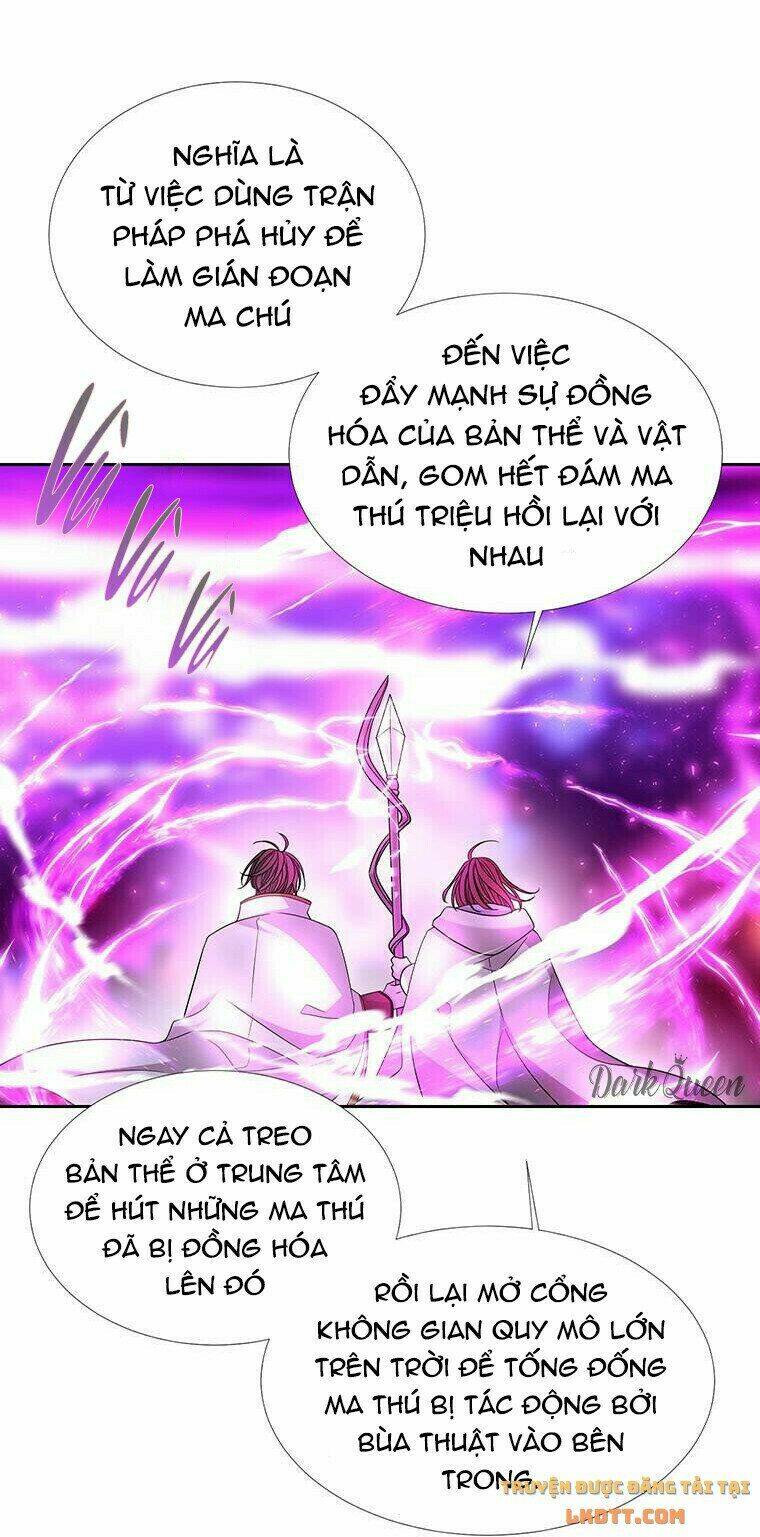 NGHĨA LÀ
TỪ VIỆC DÙNG TRẬN
PHÁP PHÁ HỦY ĐỂ
LÀM GIÁN ĐOẠN
MA CHÚ
ĐẾN VIỆC
ĐẨY MẠNH SỰ ĐỒNG
HÓA CỦA BẢN THỂ VÀ VẬT
DẪN, GOM HẾT ĐÁM MA
THÚ TRIỆU HỒI LẠI VỚI
NHAU
VÙ
VÙ
VÙ
DarkQueen
NGAY CẢ TREO
BẢN THỂ Ở TRUNG TÂM
ĐỂ HÚT NHỮNG MA THÚ
ĐÃ BỊ ĐỒNG HÓA
LÊN ĐÓ
RỒI LẠI MỞ CỔNG
KHÔNG GIAN QUY MÔ LỚN
TRÊN TRỜI ĐỂ TỐNG ĐỐNG
MA THÚ BỊ TÁC ĐỘNG BỞI
BÙA THUẬT VÀO BÊN
TRONG
TRUYỆN ĐƯỢC ĐĂNG TẢI TẠI
LKDTT.COM